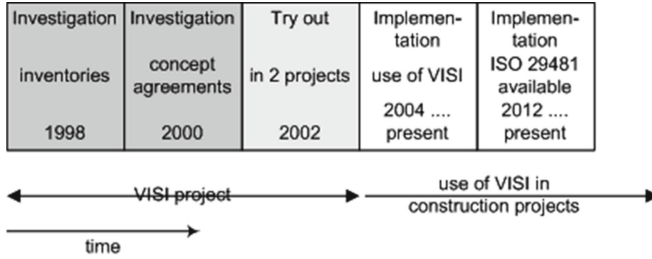 Investigation
inventories
1998
Investigation
concept
agreements
2000
Try out
in 2 projects
2002
Implemen-
tation
use of VISI
2004 ....
present
Implemen-
tation
ISO 29481
available
2012 ....
present
VISI project
use of VISI in
construction projects
time